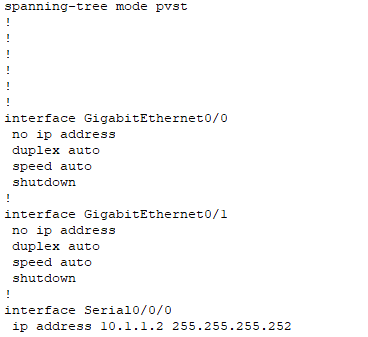 spanning-tree mode pvst
!
!
!
!
!
!
interface GigabitEthernet0/0
no ip address
duplex auto
speed auto
shutdown
!
interface GigabitEthernet0/1
no ip address
duplex auto
speed auto
shutdown
!
interface Serial0/0/0
ip address 10.1.1.2 255.255.255.252